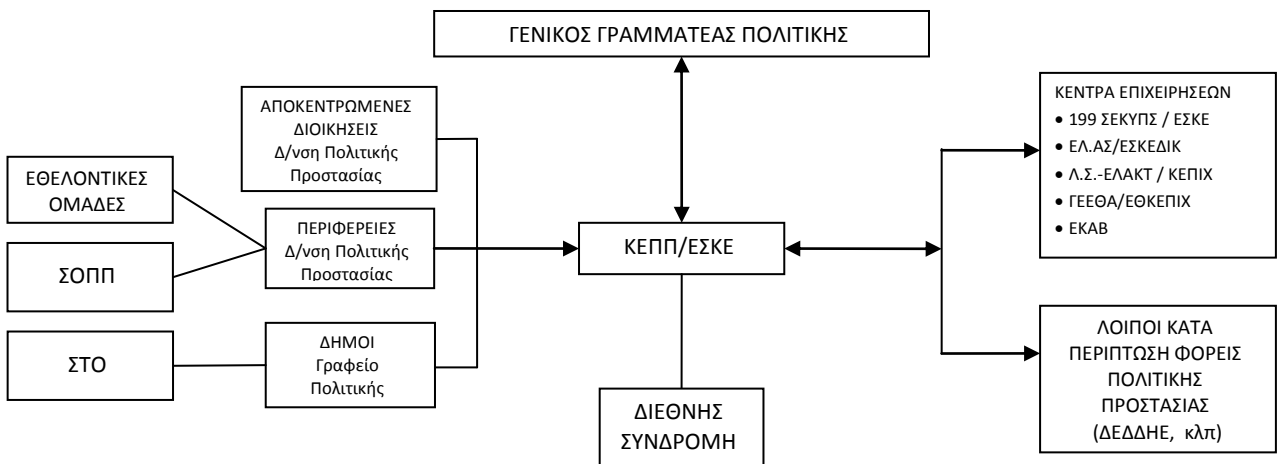 ΓΕΝΙΚΟΣ ΓΡΑΜΜΑΤΕΑΣ ΠΟΛΙΤΙΚΗΣ
ΑΠΟΚΕΝΤΡΩΜΕΝΕΣ
ΔΙΟΙΚΗΣΕΙΣ
Δ/νση Πολιτικής
Προστασίας
ΕΘΕΛΟΝΤΙΚΕΣ
ΟΜΑΔΕΣ
ΣΟΠΠ
ΣΤΟ
ΠΕΡΙΦΕΡΕΙΕΣ
Δ/νση Πολιτικής
Προστασίας
ΔΗΜΟΙ
Γραφείο
Πολιτικής
ΚΕΠΠ/ΕΣΚΕ
ΔΙΕΘΝΗΣ
ΣΥΝΔΡΟΜΗ
ΚΕΝΤΡΑ ΕΠΙΧΕΙΡΗΣΕΩΝ
• 199 ΣΕΚΥΠΣ / ΕΣΚΕ
• ΕΛ.ΑΣ/ΕΣΚΕΔΙΚ
• Λ.Σ.-ΕΛΑΚΤ / ΚΕΠΙΧ
• ΓΕΕΘΑ/ΕΘΚΕΠΙΧ
• ΕΚΑΒ
ΛΟΙΠΟΙ ΚΑΤΑ
ΠΕΡΙΠΤΩΣΗ ΦΟΡΕΙΣ
ΠΟΛΙΤΙΚΗΣ
ΠΡΟΣΤΑΣΙΑΣ
(ΔΕΔΔΗΕ, κλπ)